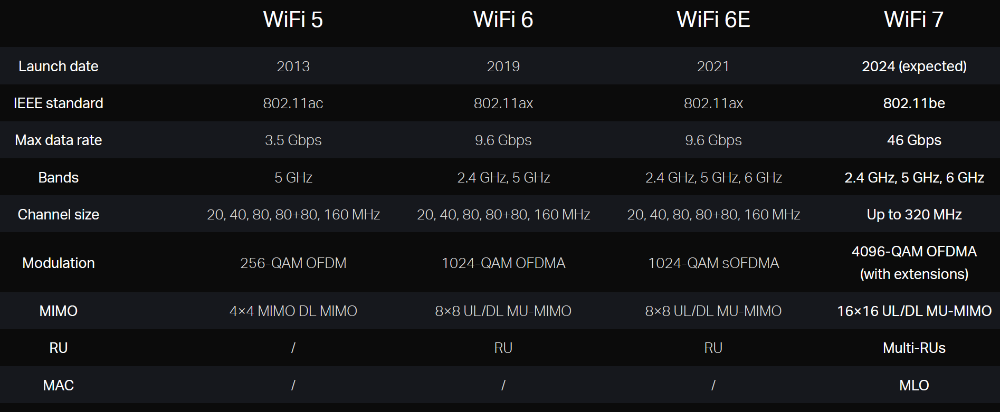 WiFi 5 WiFi 6 WiFi 6E WiFi 7
Launch date 2013 2019 2021 2024 (expected)
IEEE standard 802.11ac 802.11ax 802.11ax 802.11be
Max data rate 3.5 Gbps 9.6 Gbps 9.6 Gbps 46 Gbps
Bands 5 GHz 2.4 GHz, 5 GHz 2.4 GHz, 5 GHz, 6 GHz 2.4 GHz, 5 GHz, 6 GHz
Channel size 20, 40, 80, 80+80, 160 MHz 20, 40, 80, 80+80, 160 MHz 20, 40, 80, 80+80, 160 MHz Up to 320 MHz
Modulation 256-QAM OFDM 1024-QAM OFDMA 1024-QAM sOFDMA 4096-QAM OFDMA
(with extensions)
MIMO 4×4 MIMO DL MIMO 8×8 UL/DL MU-MIMO 8×8 UL/DL MU-MIMO 16×16 UL/DL MU-MIMO
RU / RU RU Multi-RUs
MAC / / / MLO